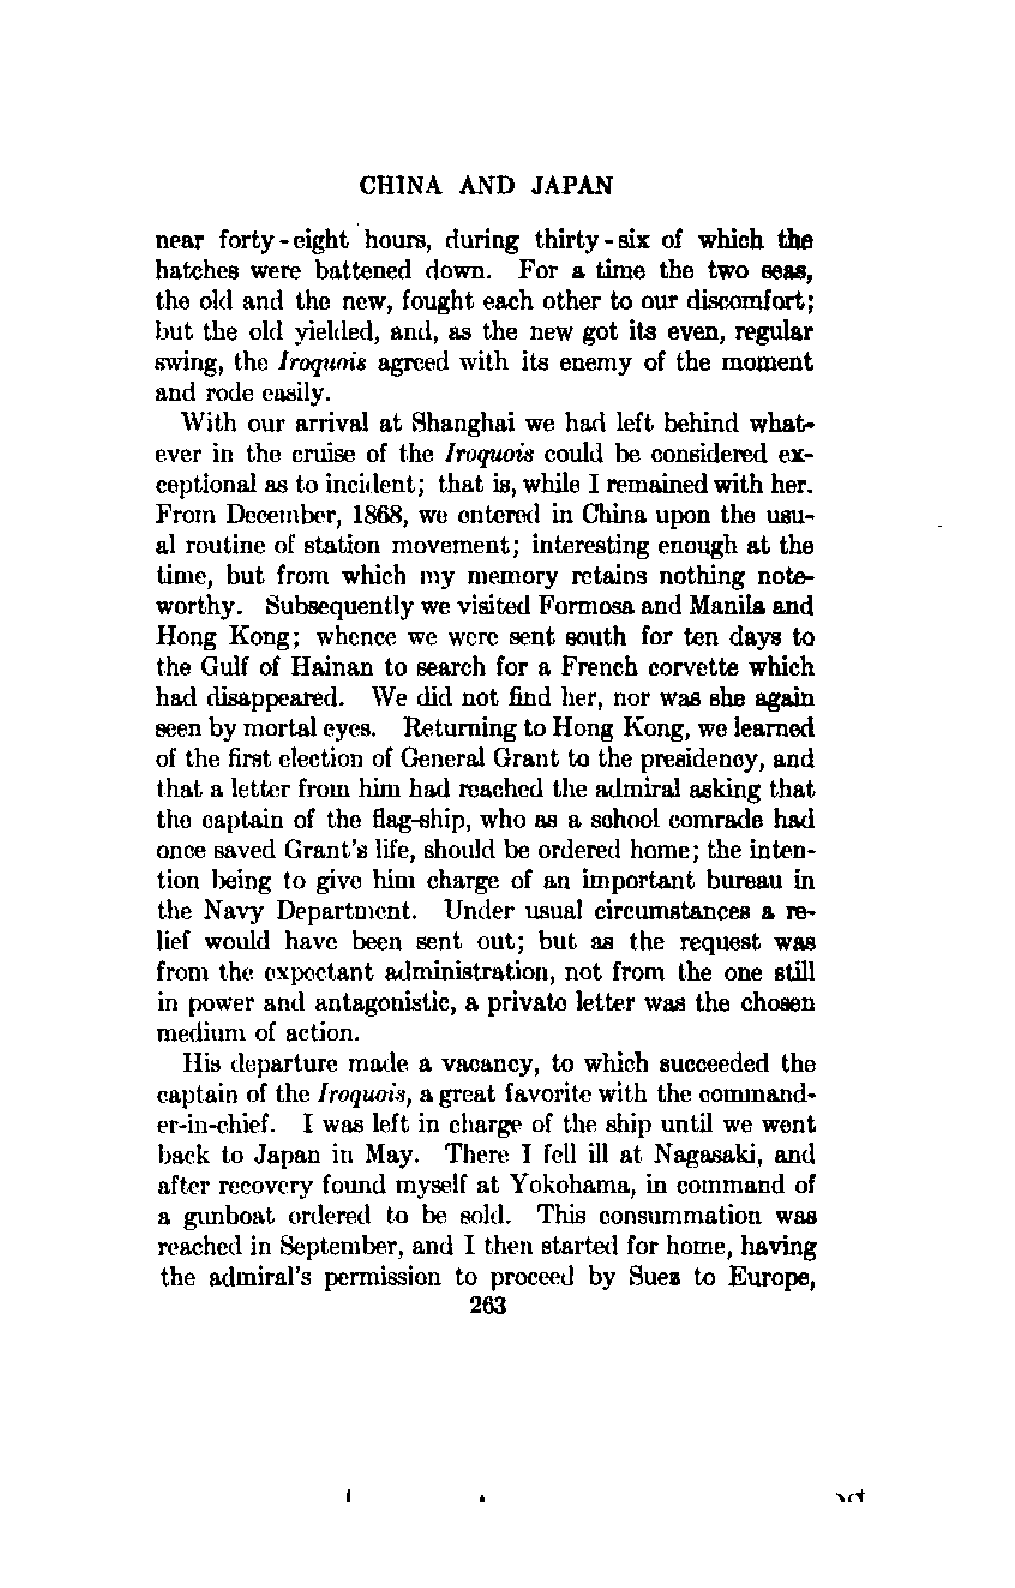 CHINA AND JAPAN
near forty-eight hours, during thirty-six of which the
hatches were battened down. For a time the two seas,
the old and the new, fought each other to our discomfort;
but the old yielded, and, as the new got its even, regular
swing, the Iroquois agreed with its enemy of the moment
and rode easily.
With our arrival at Shanghai we had left behind what-
ever in the cruise of the Iroquois could be considered ex-
ceptional as to incident; that is, while I remained with her.
From December, 1868, we entered in China upon the usu-
al routine of station movement; interesting enough at the
time, but from which my memory retains nothing note-
worthy. Subsequently we visited Formosa and Manila and
Hong Kong; whence we were sent south for ten days to
the Gulf of Hainan to search for a French corvette which
had disappeared. We did not find her, nor was she again
seen by mortal eyes. Returning to Hong Kong, we learned
of the first election of General Grant to the presidency, and
that a letter from him had reached the admiral asking that
the captain of the flag-ship, who as a school comrade had
once saved Grant's life, should be ordered home; the inten-
tion being to give him charge of an important bureau in
the Navy Department. Under usual circumstances a re-
lief would have been sent out; but as the request was
from the expectant administration, not from the one still
in power and antagonistic, a private letter was the chosen
medium of action.
His departure made a vacancy, to which succeeded the
captain of the Iroquois, a great favorite with the command-
er-in-chief. I was left in charge of the ship until we went
back to Japan in May. There I fell ill at Nagasaki, and
after recovery found myself at Yokohama, in command of
a gunboat ordered to be sold. This consummation was
reached in September, and I then started for home, having
the admiral's permission to proceed by Suez to Europe,
263